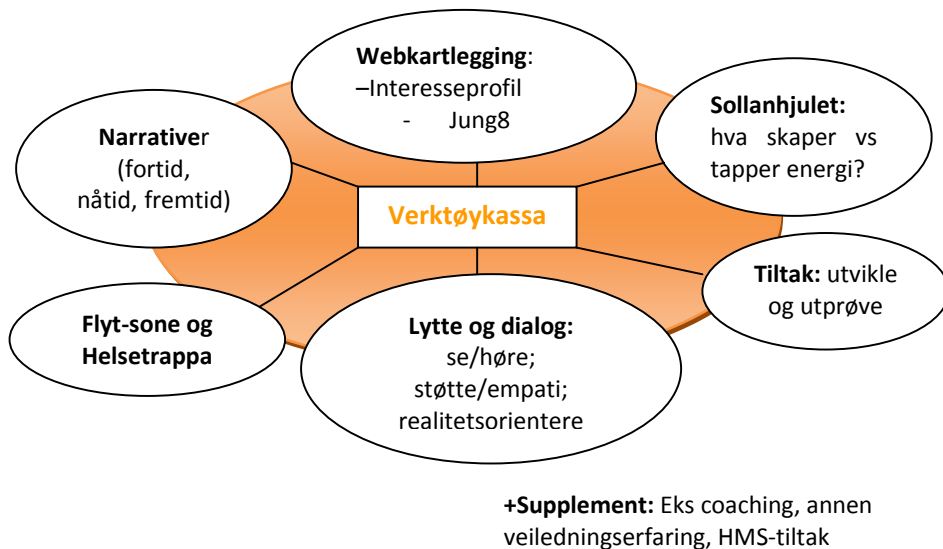 Webkartlegging:
–Interesseprofil
- Jung8
Sollanhjulet:
hva skaper vs
tapper energi?
Narrativer
(fortid,
nåtid, fremtid)
Verktøykassa
Tiltak: utvikle
og utprøve
Flyt-sone og
Helsetrappa
Lytte og dialog:
se/høre;
støtte/empati;
realitetsorientere
+Supplement: Eks coaching, annen
veiledningserfaring, HMS-tiltak